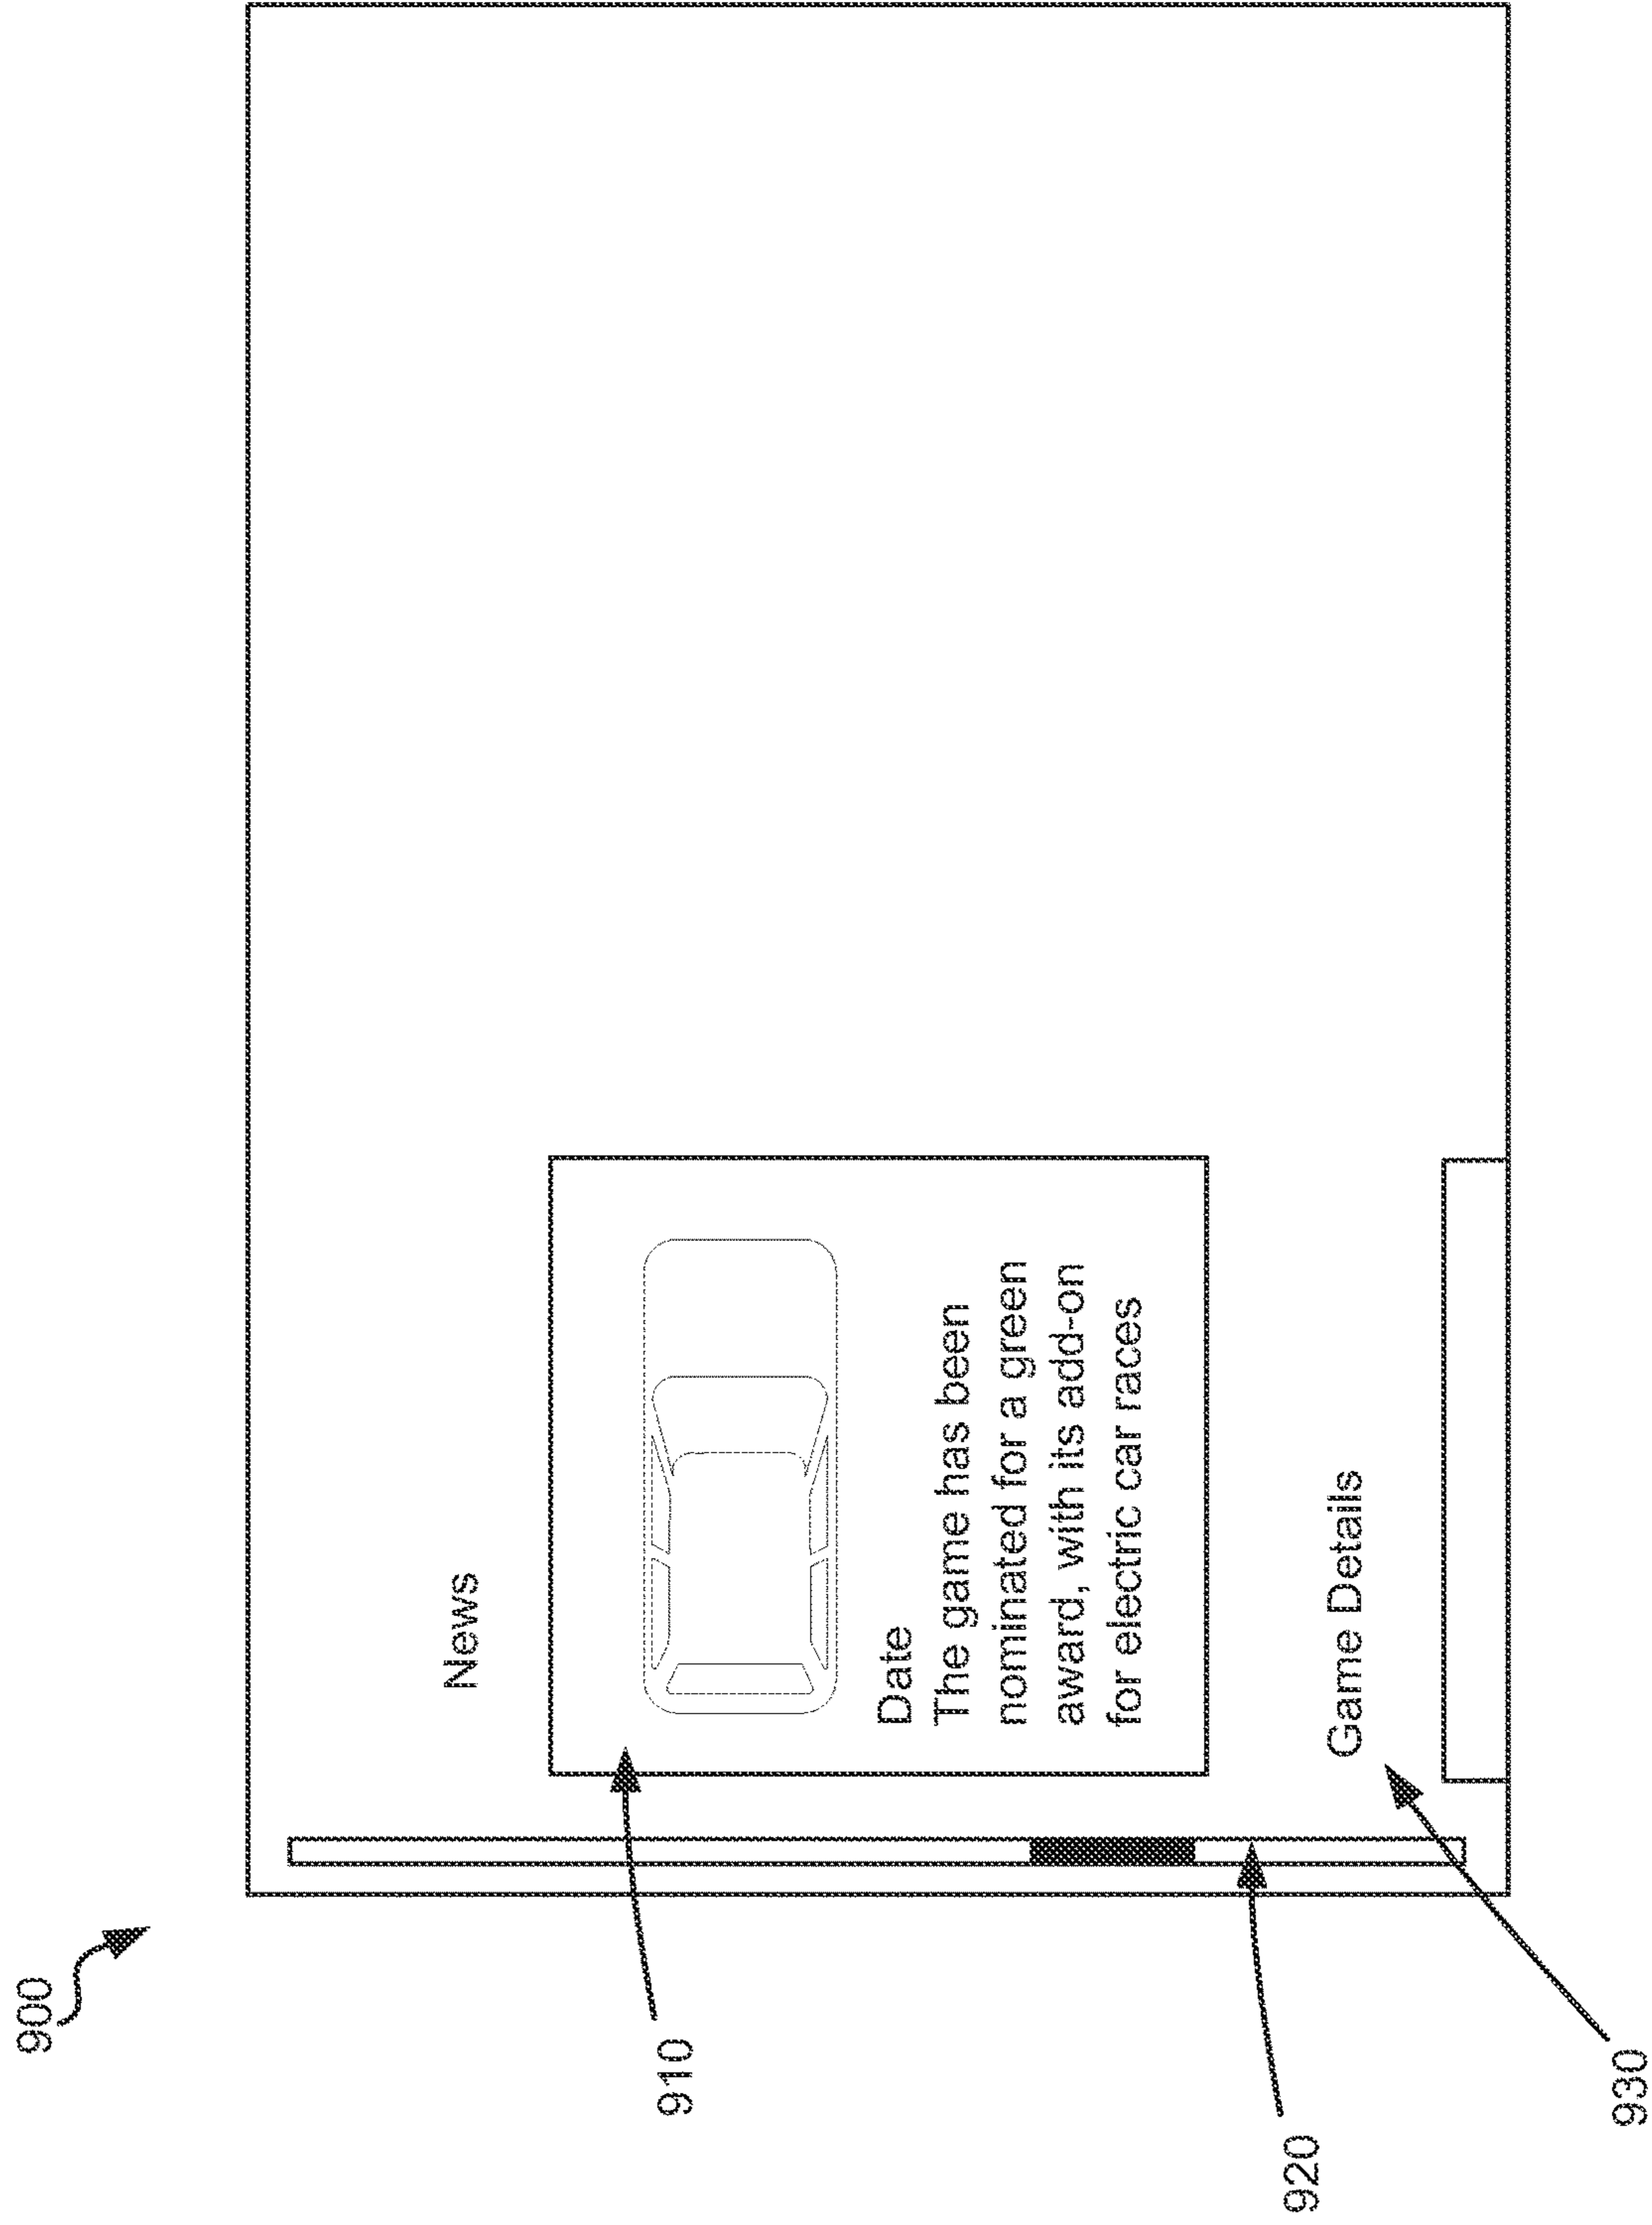 900
News
910
Date
The game has been
nominated for a green
award, with its add-on
for electric car races
920
Game Details
930